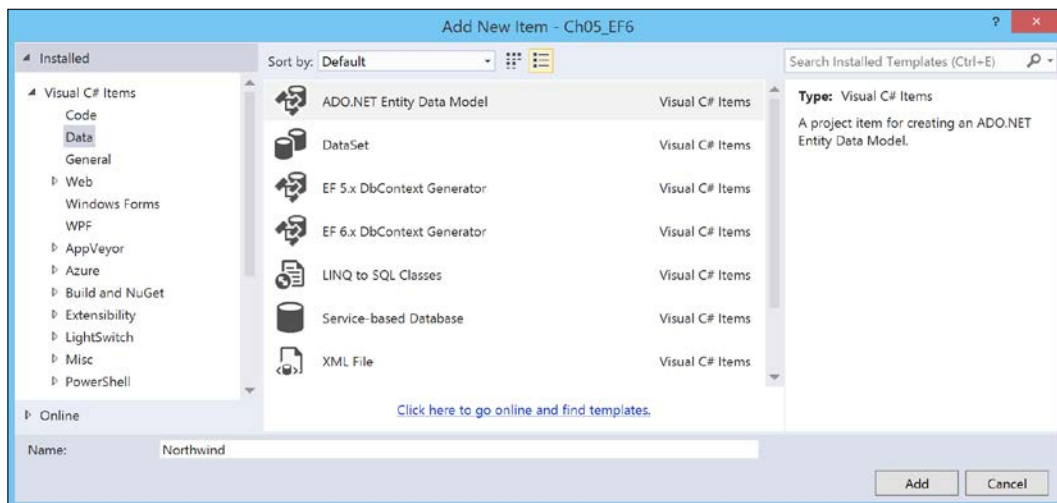 Add New Item - Ch05_EF6
? ×
Installed
Sort by: Default
Search Installed Templates (Ctrl+E)
Visual C# Items
Code
Data
General
Web
Windows Forms
WPF
AppVeyor
Azure
Build and NuGet
Extensibility
LightSwitch
Misc
PowerShell
Online
ADO.NET Entity Data Model Visual C# Items
DataSet Visual C# Items
EF 5.x DbContext Generator Visual C# Items
EF 6.x DbContext Generator Visual C# Items
LINQ to SQL Classes Visual C# Items
Service-based Database Visual C# Items
XML File Visual C# Items
Click here to go online and find templates.
Type: Visual C# Items
A project item for creating an ADO.NET
Entity Data Model.
Name: Northwind
Add Cancel